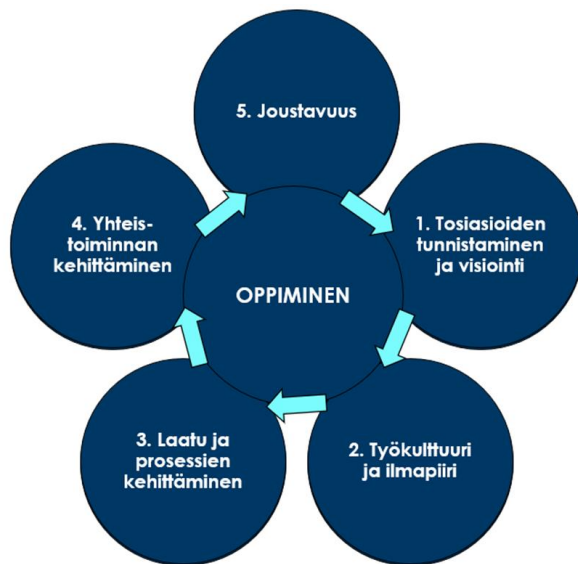 5. Joustavuus
1. Tosiasioiden
tunnistaminen
ja visiointi
4. Yhteis-
toiminnan
kehittäminen
OPPIMINEN
3. Laatu ja
prosessien
kehittäminen
2. Työkulttuuri
ja ilmapiiri